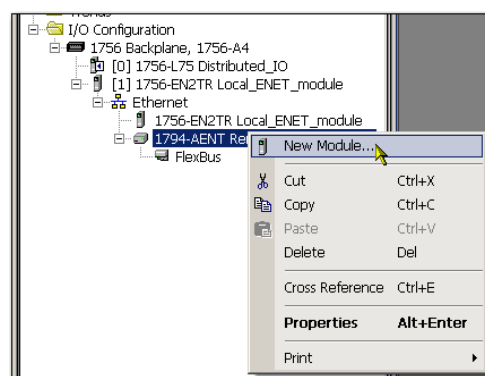 I/O Configuration
1756 Backplane, 1756-A4
[0] 1756-L75 Distributed_IO
[1] 1756-EN2TR Local_ENET_module
Ethernet
1756-EN2TR Local_ENET_module
1794-AENT
FlexBus
New Module...
Cut Ctrl+X
Copy Ctrl+C
Paste Ctrl+V
Delete Del
Cross Reference Ctrl+E
Properties Alt+Enter
Print